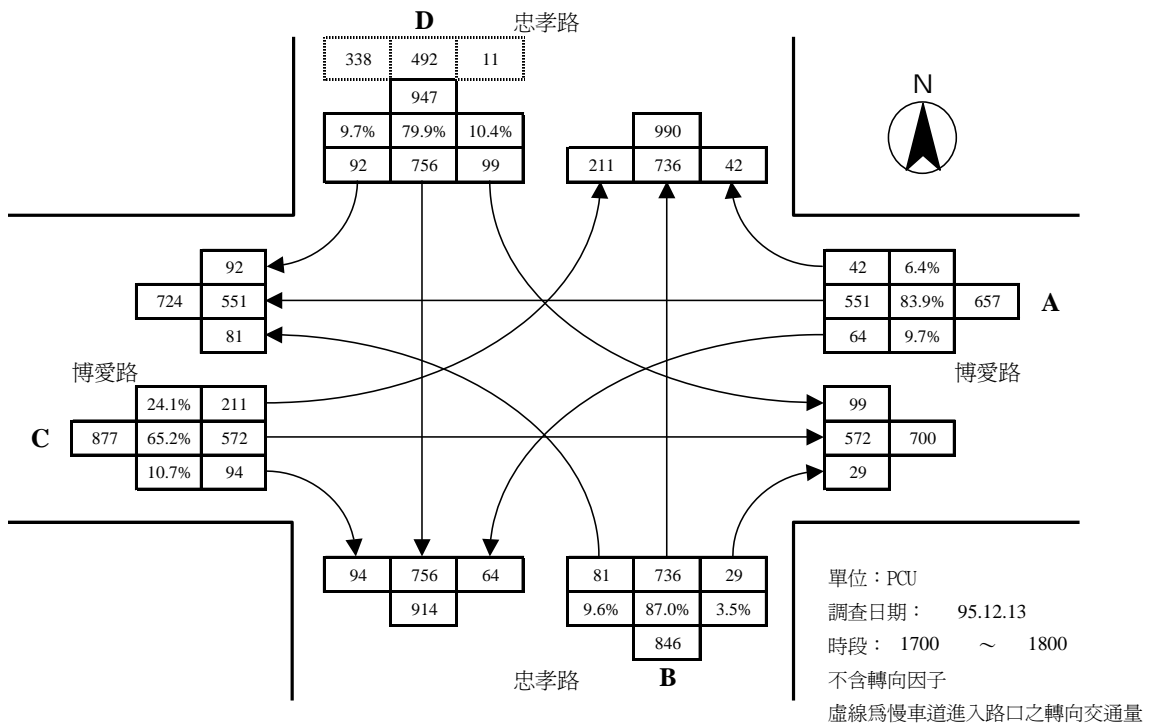 D 忠孝路
338 492 11
947
9.7% 79.9% 10.4%
92 756 99
990
211 736 42
N
92
724 551
81
42 6.4%
551 83.9% 657
64 9.7%
A
博愛路
博愛路
24.1% 211
C 877 65.2% 572
10.7% 94
99
572 700
29
94 756 64
914
81 736 29
9.6% 87.0% 3.5%
846
忠孝路 B
單位：PCU
調查日期： 95.12.13
時段： 1700 ～ 1800
不含轉向因子
虛線為慢車道進入路口之轉向交通量